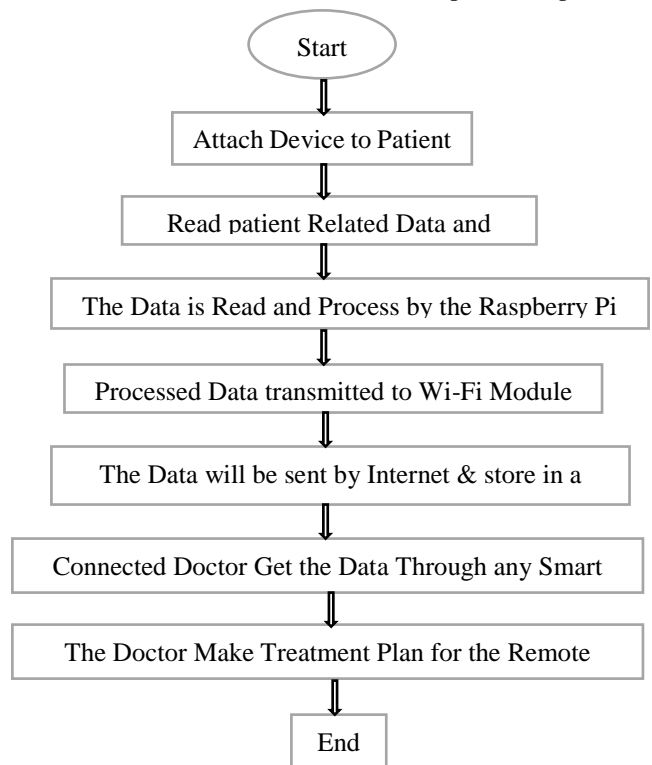 Start
Attach Device to Patient
Read patient Related Data and
The Data is Read and Process by the Raspberry Pi
Processed Data transmitted to Wi-Fi Module
The Data will be sent by Internet & store in a
Connected Doctor Get the Data Through any Smart
The Doctor Make Treatment Plan for the Remote
End